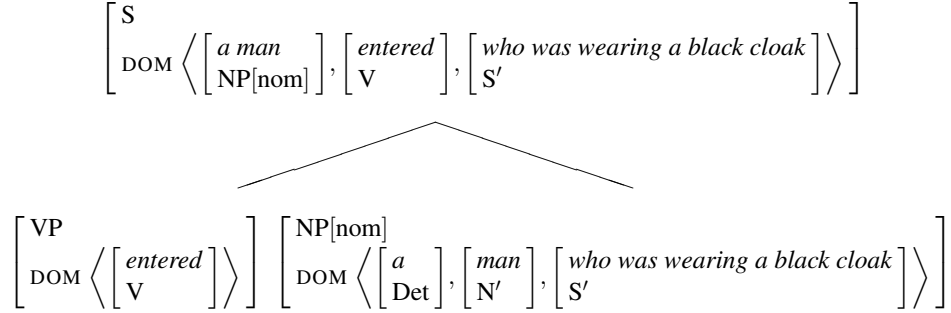 S
DOM ⟨[a man NP[nom]], [entered V], [who was wearing a black cloak S′]⟩
VP
DOM ⟨[entered V]⟩
NP[nom]
DOM ⟨[a Det], [man N′], [who was wearing a black cloak S′]⟩